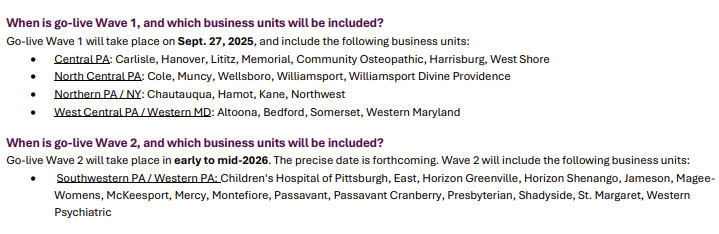 When is go-live Wave 1, and which business units will be included?
Go-live Wave 1 will take place on Sept. 27, 2025, and include the following business units:
• Central PA: Carlisle, Hanover, Lititz, Memorial, Community Osteopathic, Harrisburg, West Shore
• North Central PA: Cole, Muncy, Wellsboro, Williamsport, Williamsport Divine Providence
• Northern PA / NY: Chautauqua, Hamot, Kane, Northwest
• West Central PA / Western MD: Altoona, Bedford, Somerset, Western Maryland
When is go-live Wave 2, and which business units will be included?
Go-live Wave 2 will take place in early to mid-2026. The precise date is forthcoming. Wave 2 will include the following business units:
• Southwestern PA / Western PA: Children's Hospital of Pittsburgh, East, Horizon Greenville, Horizon Shenango, Jameson, Magee-
Womens, McKeesport, Mercy, Montefiore, Passavant, Passavant Cranberry, Presbyterian, Shadyside, St. Margaret, Western
Psychiatric